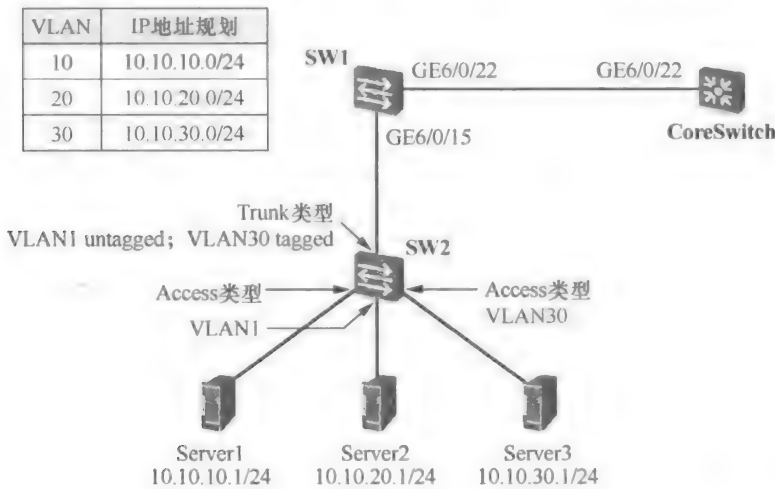 VLAN IP地址规划
10 10.10.10.0/24
20 10.10.20 0/24
30 10.10.30.0/24
SW1
GE6/0/22 GE6/0/22
CoreSwitch
GE6/0/15
Trunk类型
VLAN1 untagged；VLAN30 tagged
SW2
Access类型
VLAN1
Access类型
VLAN30
Server1
10.10.10.1/24
Server2
10.10.20.1/24
Server3
10.10.30.1/24